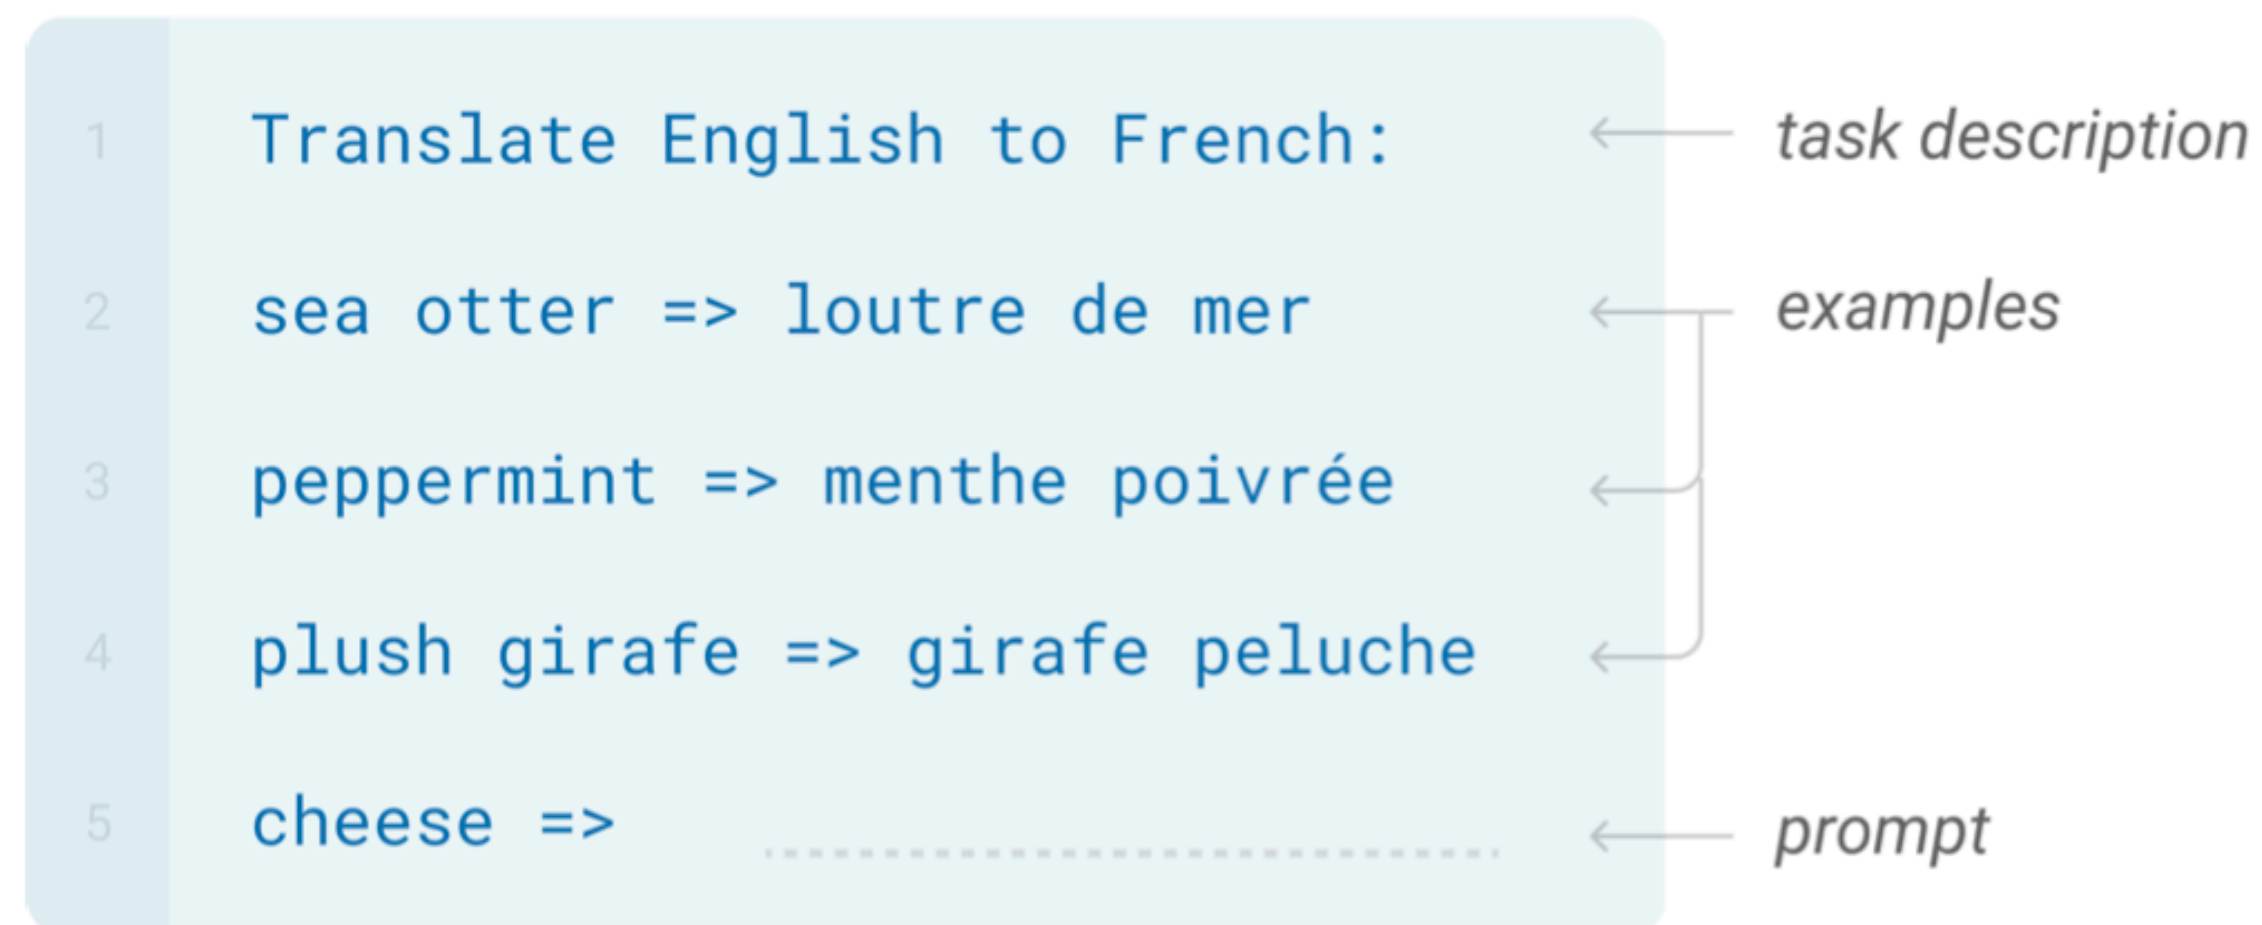 1 Translate English to French: task description
2 sea otter => loutre de mer examples
3 peppermint => menthe poivrée
4 plush girafe => girafe peluche
5 cheese => prompt